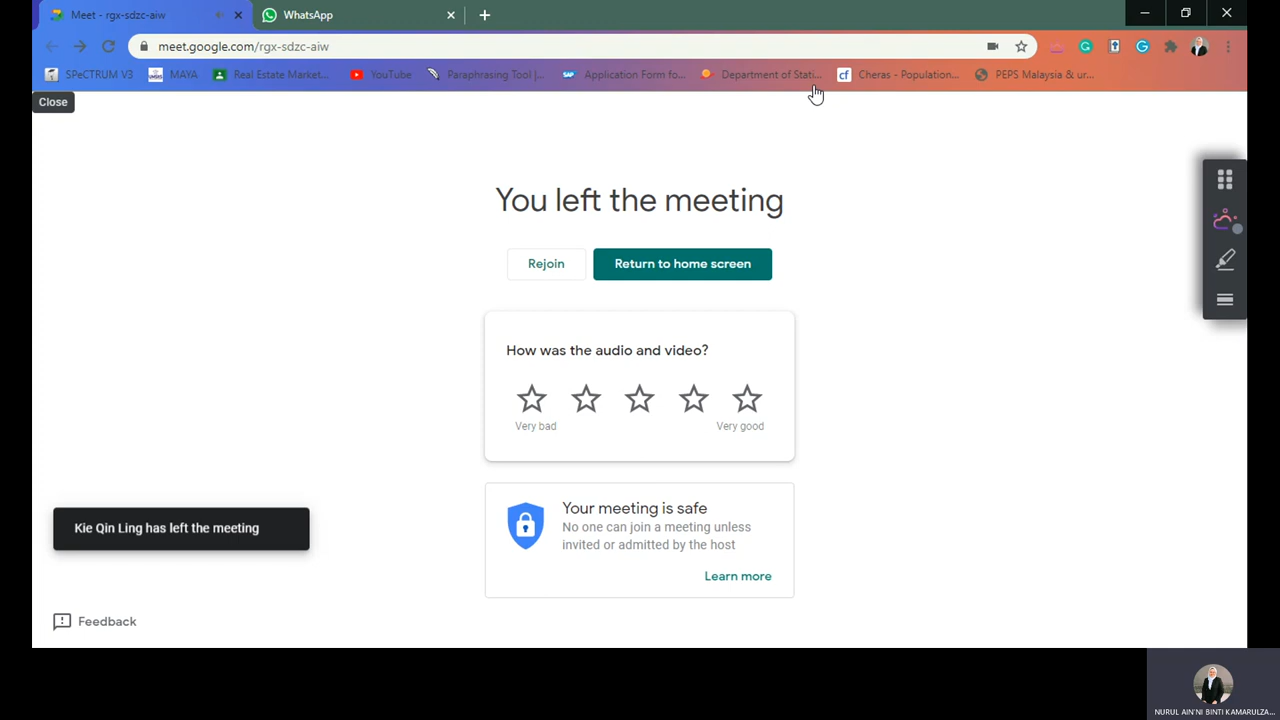 Meet - rgx-sdzc-aiw
WhatsApp
meet.google.com/rgx-sdzc-aiw
SPeCTRUM V3
MAYA
Real Estate Market...
YouTube
Paraphrasing Tool |...
Application Form fo...
Department of Stati...
Cheras - Population...
PEPS Malaysia & ur...
Close
You left the meeting
Rejoin
Return to home screen
How was the audio and video?
Very bad
Very good
Your meeting is safe
No one can join a meeting unless
invited or admitted by the host
Learn more
Kie Qin Ling has left the meeting
Feedback
NURUL AIN'NI BINTI KAMARULZA...